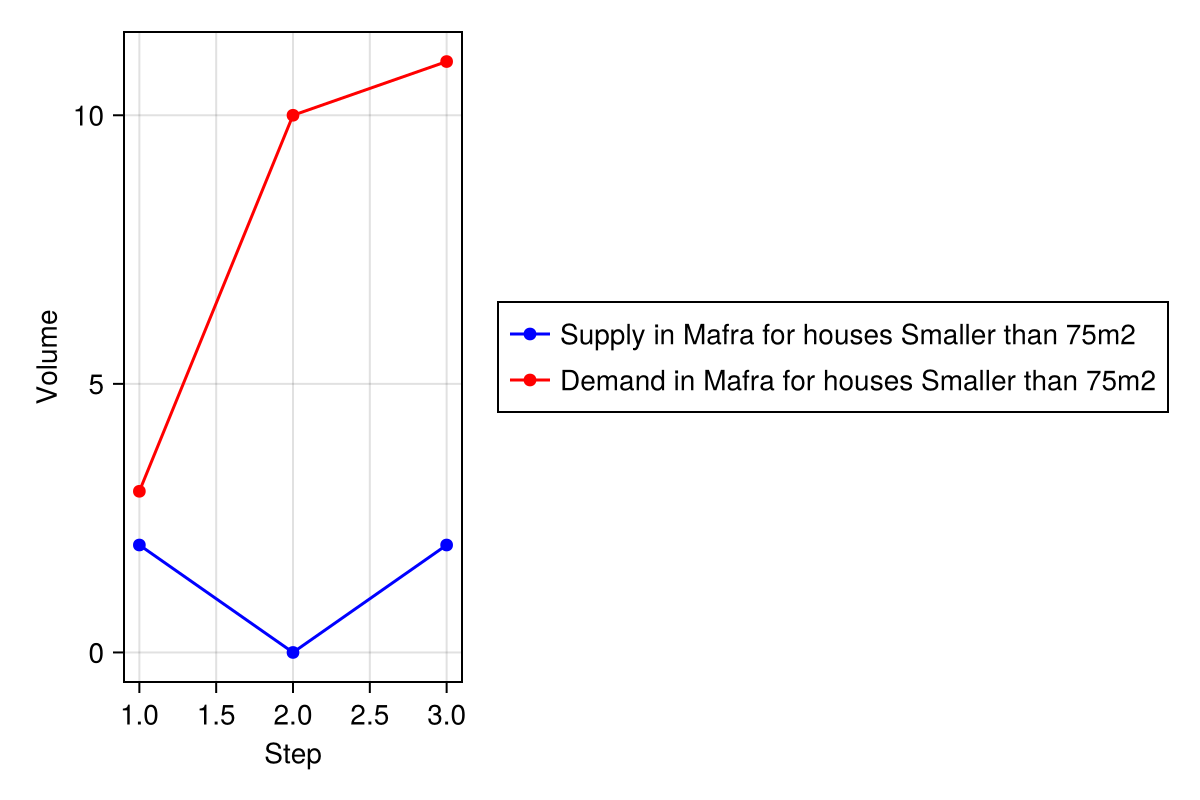 10
5
0
Volume
1.0 1.5 2.0 2.5 3.0
Step
Supply in Mafra for houses Smaller than 75m2
Demand in Mafra for houses Smaller than 75m2